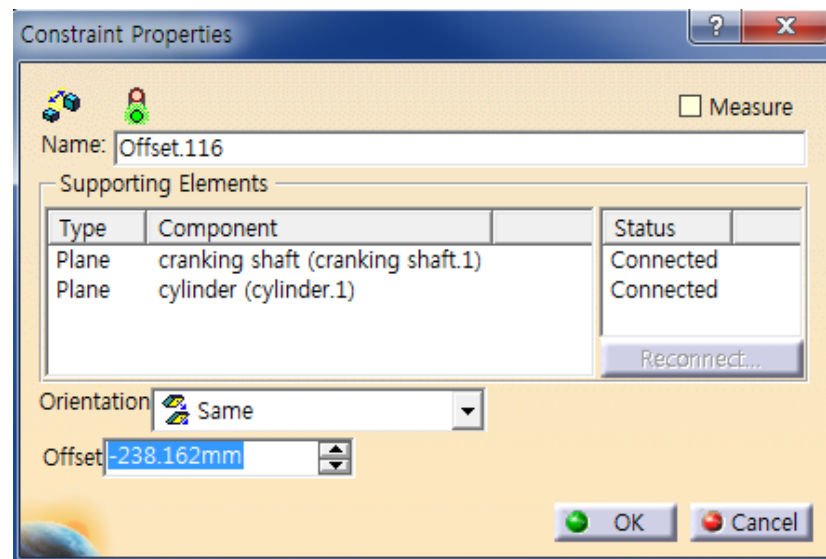 Constraint Properties
?
x
Measure
Name: Offset.116
Supporting Elements
Type Component Status
Plane cranking shaft (cranking shaft.1) Connected
Plane cylinder (cylinder.1) Connected
Reconnect...
Orientation Same
Offset -238.162mm
OK Cancel